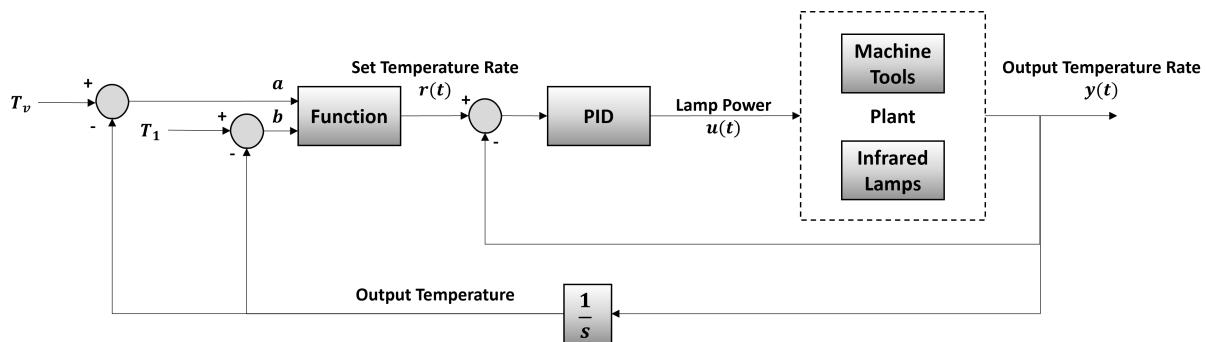 Set Temperature Rate
r(t)
Machine
Tools
Output Temperature Rate
y(t)
+
a
T_v
-
+
b
T_1
-
Function
+
-
PID
Lamp Power
u(t)
Plant
Infrared
Lamps
Output Temperature
1
s